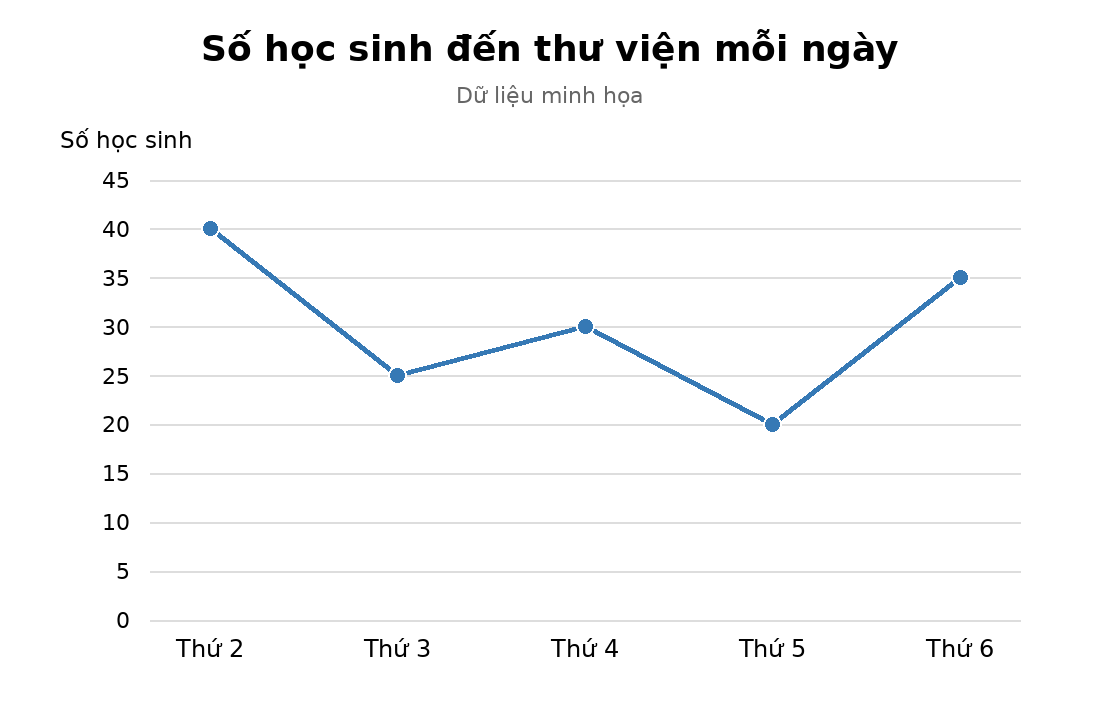 Số học sinh đến thư viện mỗi ngày
Dữ liệu minh họa
Số học sinh
45
40
35
30
25
20
15
10
5
0
Thứ 2 Thứ 3 Thứ 4 Thứ 5 Thứ 6